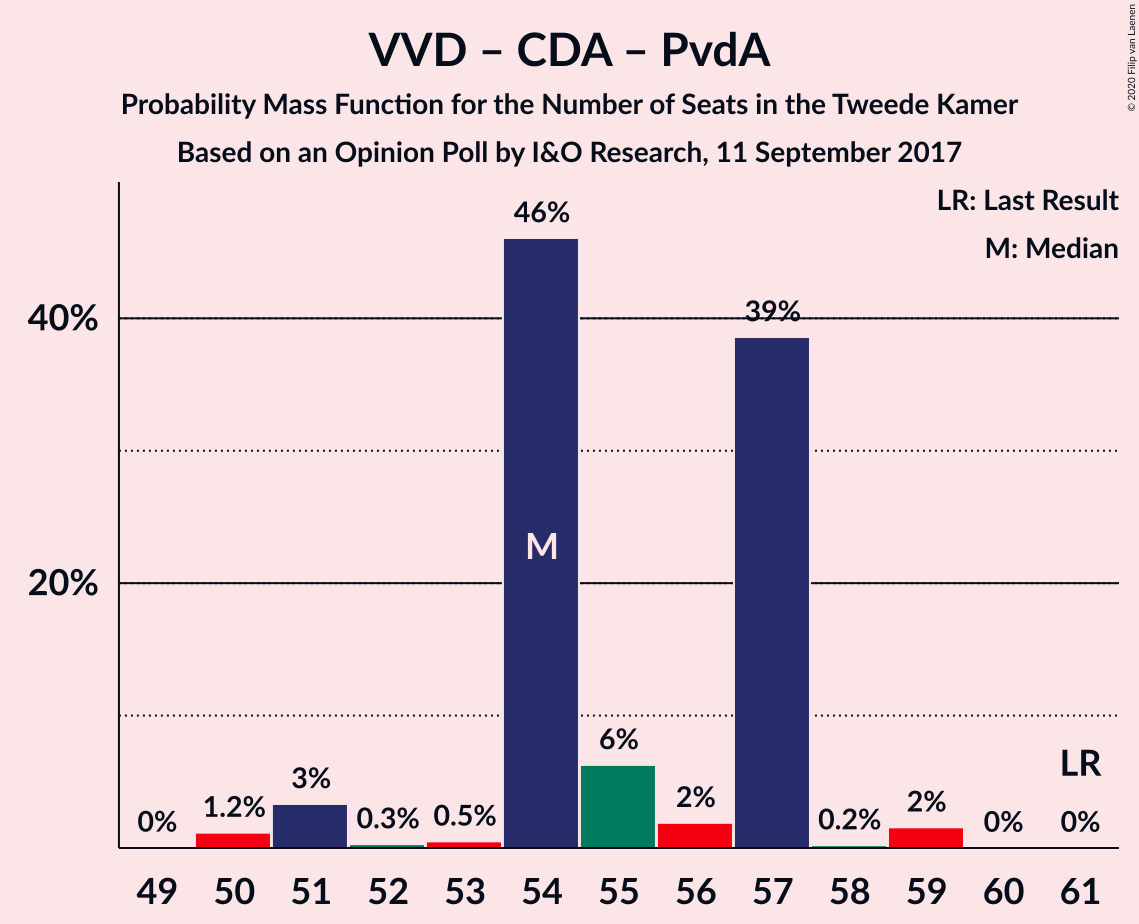 VVD – CDA – PvdA
Probability Mass Function for the Number of Seats in the Tweede Kamer
Based on an Opinion Poll by I&O Research, 11 September 2017
© 2020 Filip van Laenen
LR: Last Result
M: Median
40%
20%
0%
1.2%
3%
0.3%
0.5%
46%
M
6%
2%
39%
0.2%
2%
0%
LR
0%
49 50 51 52 53 54 55 56 57 58 59 60 61